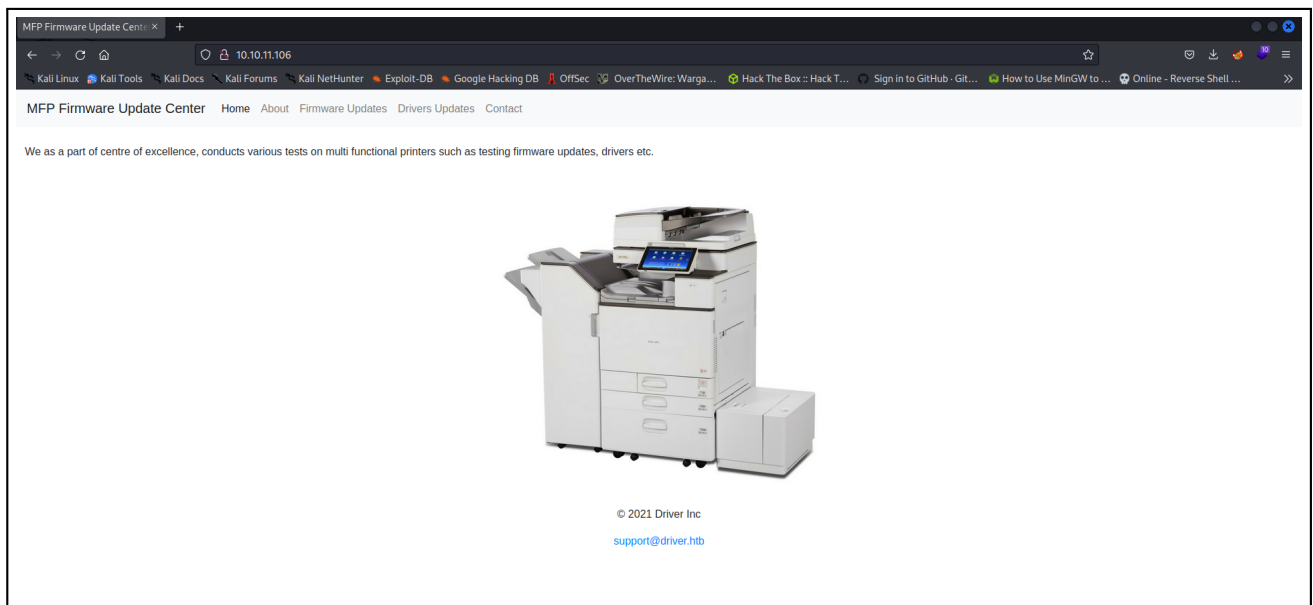 MFP Firmware Update Cente
10.10.11.106
10
Kali Linux Kali Tools Kali Docs Kali Forums Kali NetHunter Exploit-DB Google Hacking DB OffSec OverTheWire: Warga… Hack The Box :: Hack T… Sign in to GitHub · Git… How to Use MinGW to … Online - Reverse Shell …
MFP Firmware Update Center Home About Firmware Updates Drivers Updates Contact
We as a part of centre of excellence, conducts various tests on multi functional printers such as testing firmware updates, drivers etc.
© 2021 Driver Inc
support@driver.htb